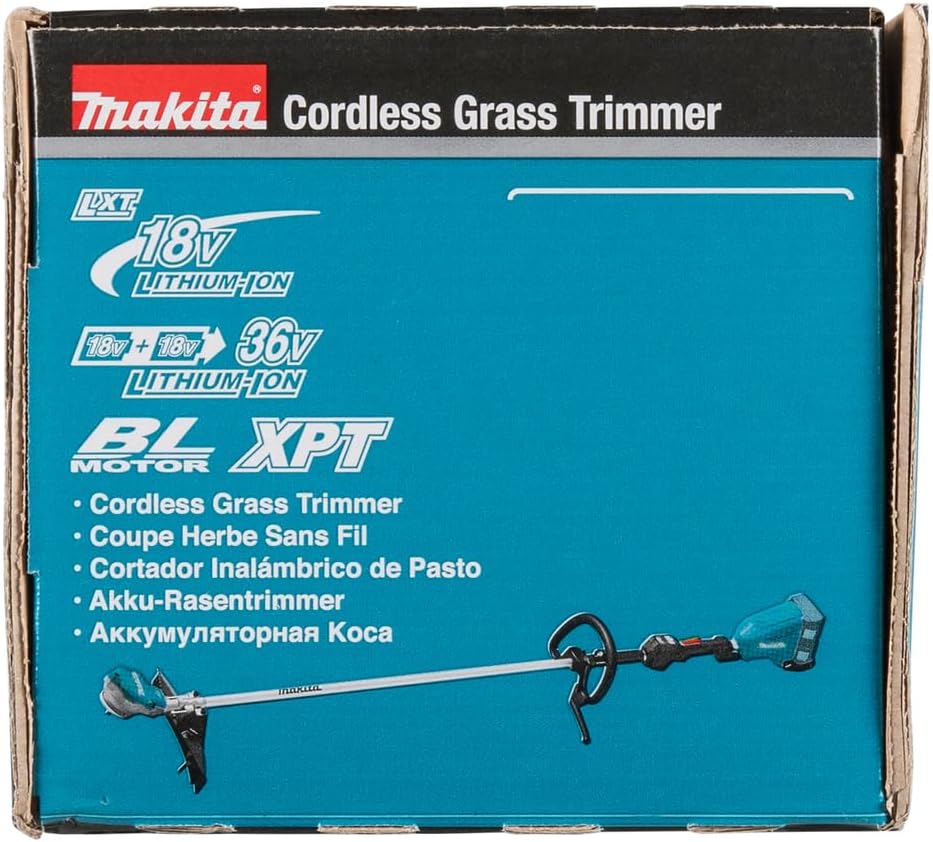 makita® Cordless Grass Trimmer
LXT
18V
LITHIUM-ION
18V + 18V 36V
LITHIUM-ION
BL MOTOR XPT
• Cordless Grass Trimmer
• Coupe Herbe Sans Fil
• Cortador Inalámbrico de Pasto
• Akku-Rasentrimmer
• Аккумуляторная Коса
makita